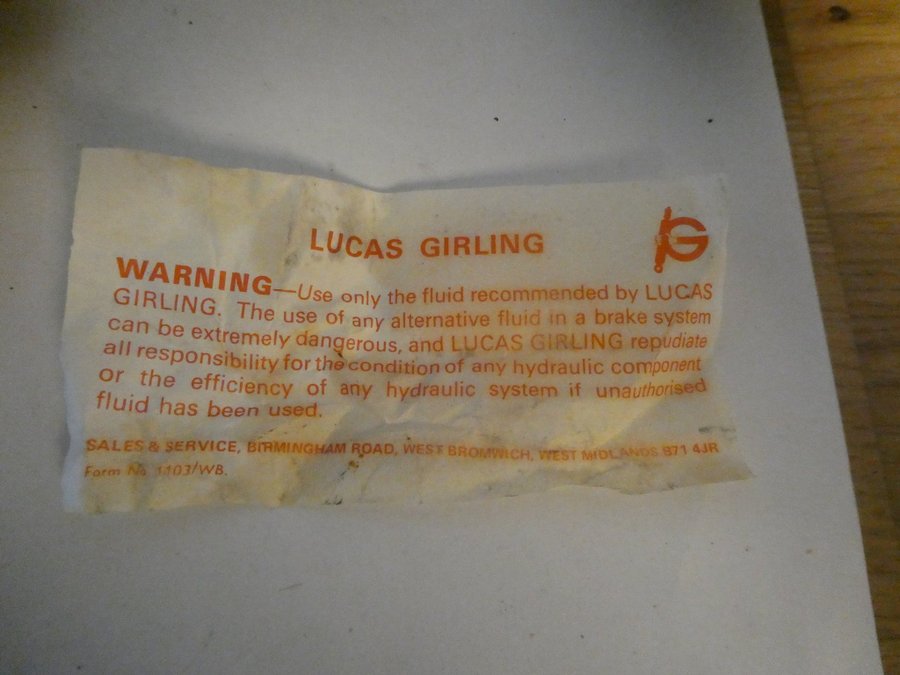 LUCAS GIRLING
G
WARNING—Use only the fluid recommended by LUCAS
GIRLING. The use of any alternative fluid in a brake system
can be extremely dangerous, and LUCAS GIRLING repudiate
all responsibility for the condition of any hydraulic component
or the efficiency of any hydraulic system if unauthorised
fluid has been used.
SALES & SERVICE, BIRMINGHAM ROAD, WEST BROMWICH, WEST MIDLANDS B71 4JR
Form No 1103/WB.